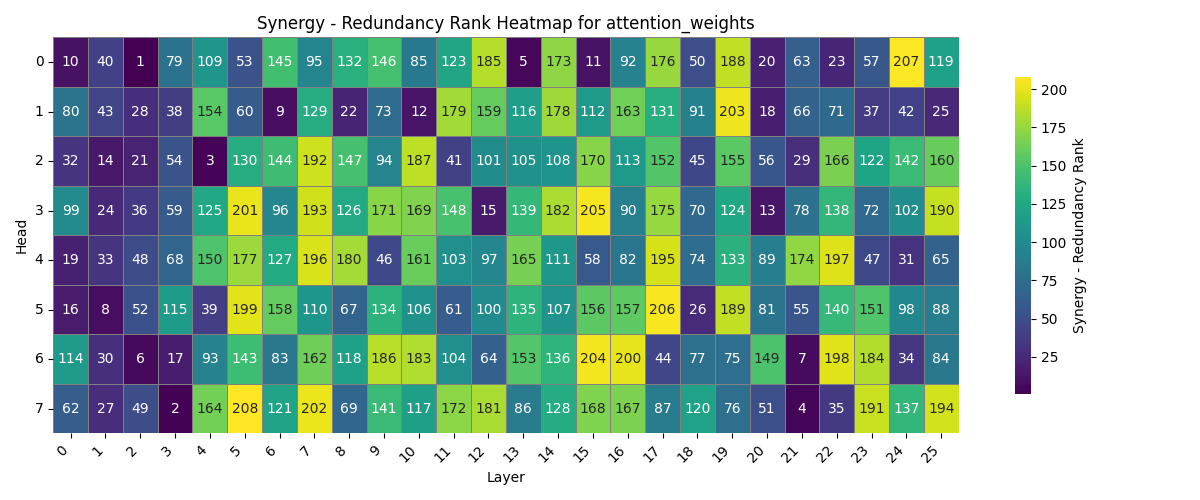 Synergy - Redundancy Rank Heatmap for attention_weights
0 10 40 1 79 109 53 145 95 132 146 85 123 185 5 173 11 92 176 50 188 20 63 23 57 207 119
1 80 43 28 38 154 60 9 129 22 73 12 179 159 116 178 112 163 131 91 203 18 66 71 37 42 25
2 32 14 21 54 3 130 144 192 147 94 187 41 101 105 108 170 113 152 45 155 56 29 166 122 142 160
3 99 24 36 59 125 201 96 193 126 171 169 148 15 139 182 205 90 175 70 124 13 78 138 72 102 190
4 19 33 48 68 150 177 127 196 180 46 161 103 97 165 111 58 82 195 74 133 89 174 197 47 31 65
5 16 8 52 115 39 199 158 110 67 134 106 61 100 135 107 156 157 206 26 189 81 55 140 151 98 88
6 114 30 6 17 93 143 83 162 118 186 183 104 64 153 136 204 200 44 77 75 149 7 198 184 34 84
7 62 27 49 2 164 208 121 202 69 141 117 172 181 86 128 168 167 87 120 76 51 4 35 191 137 194
0 1 2 3 4 5 6 7 8 9 10 11 12 13 14 15 16 17 18 19 20 21 22 23 24 25
Layer
Head
200
175
150
125
100
75
50
25
Synergy - Redundancy Rank